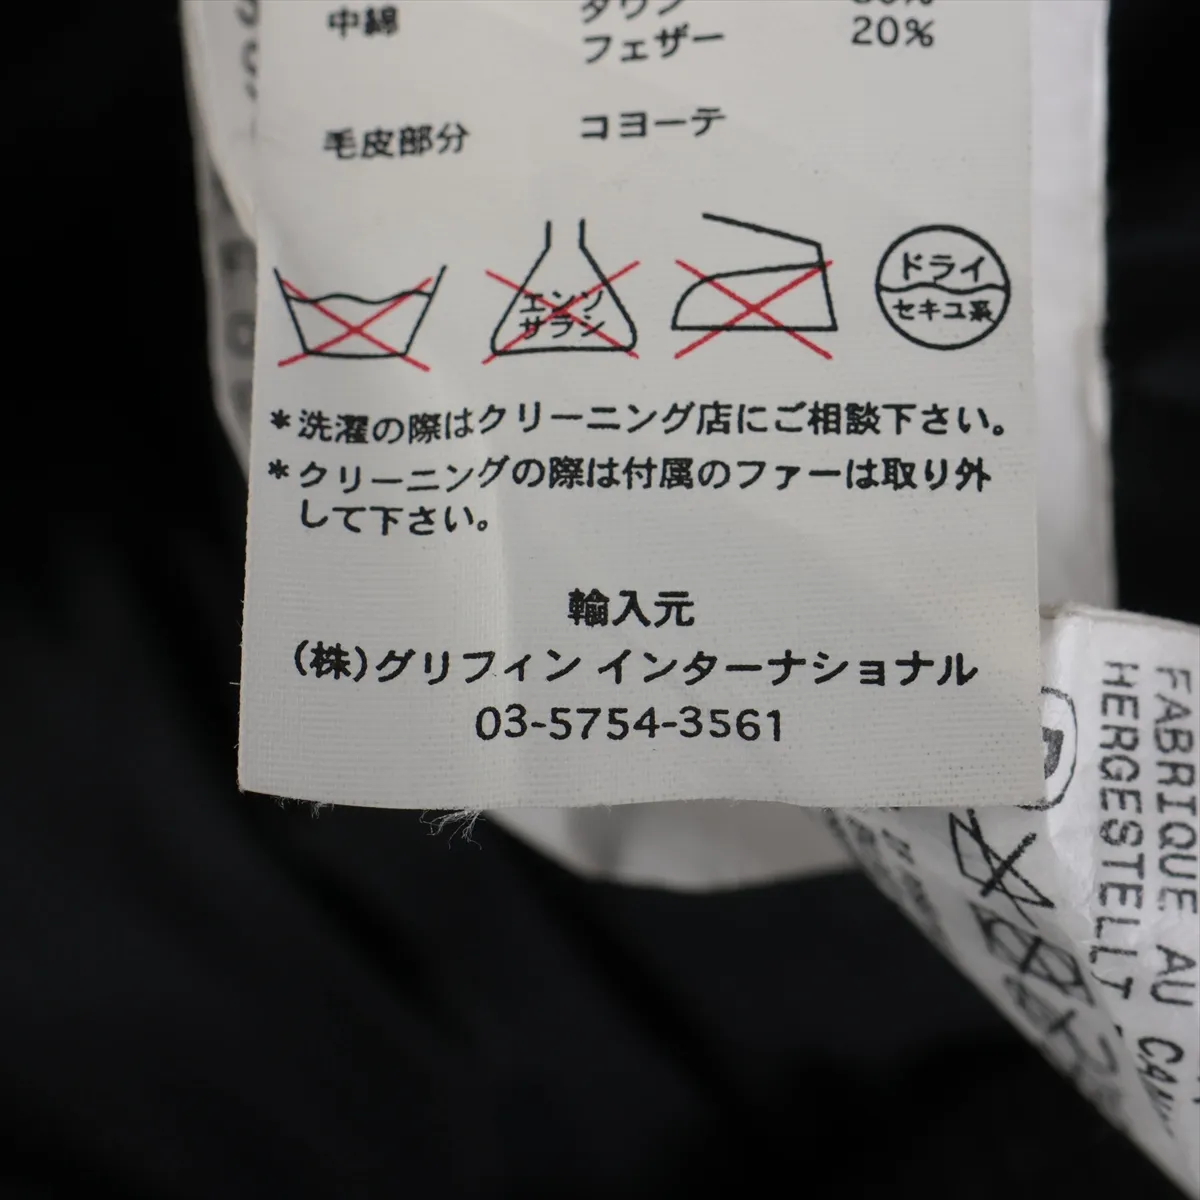 中綿 ダウン
フェザー 20%
毛皮部分 コヨーテ
エンソ
サラシ
ドライ
セキユ系
*洗濯の際はクリーニング店にご相談下さい。
*クリーニングの際は付属のファーは取り外
して下さい。
輸入元
(株)グリフィン インターナショナル
03-5754-3561
FABRIQUE AU CAN
HERGESTELLT